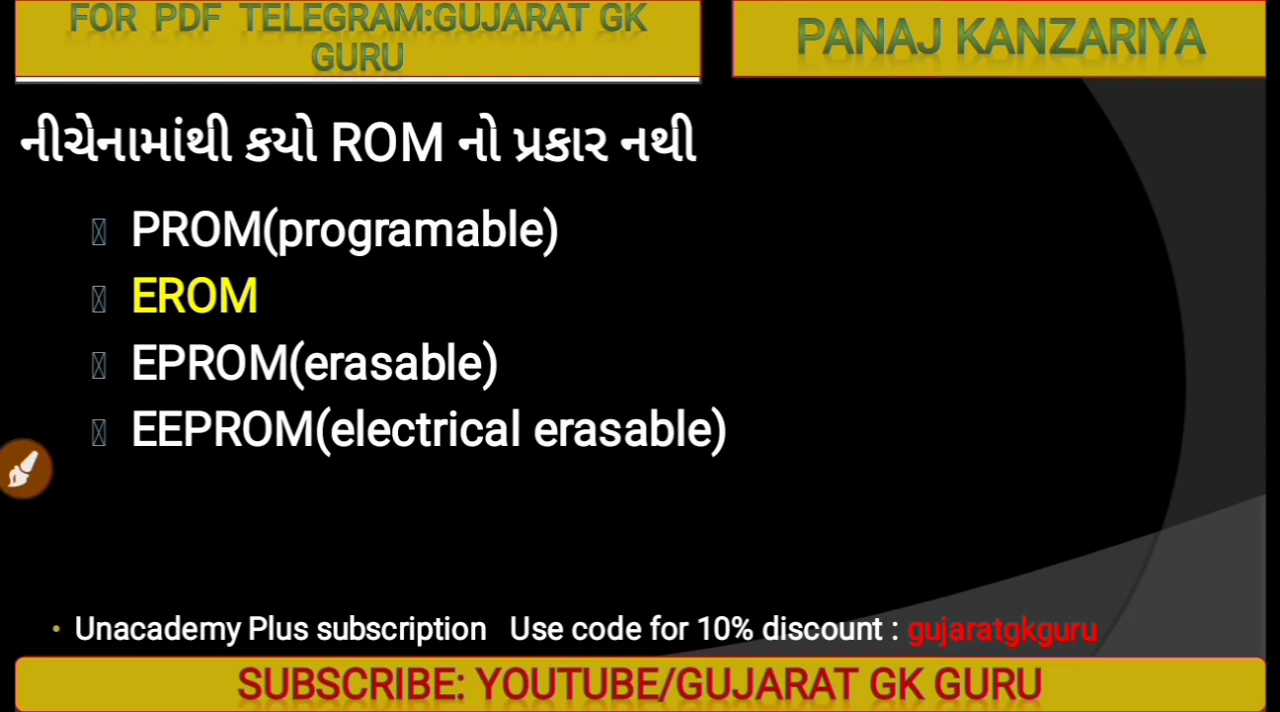 FOR PDF TELEGRAM:GUJARAT GK
GURU
PANAJ KANZARIYA
નીચેનામાંથી કયો ROM નો પ્રકાર નથી
PROM(programable)
EROM
EPROM(erasable)
EEPROM(electrical erasable)
• Unacademy Plus subscription Use code for 10% discount : gujaratgkguru
SUBSCRIBE: YOUTUBE/GUJARAT GK GURU